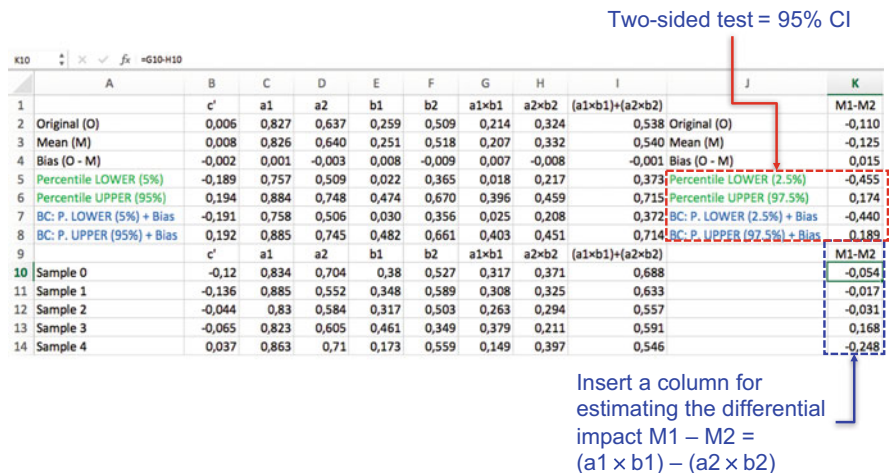 Two-sided test = 95% CI
K10 fx =G10-H10
A B C D E F G H I J K
1 c' a1 a2 b1 b2 a1×b1 a2×b2 (a1×b1)+(a2×b2) M1-M2
2 Original (O) 0,006 0,827 0,637 0,259 0,509 0,214 0,324 0,538 Original (O) -0,110
3 Mean (M) 0,008 0,826 0,640 0,251 0,518 0,207 0,332 0,540 Mean (M) -0,125
4 Bias (O - M) -0,002 0,001 -0,003 0,008 -0,009 0,007 -0,008 -0,001 Bias (O - M) 0,015
5 Percentile LOWER (5%) -0,189 0,757 0,509 0,022 0,365 0,018 0,217 0,373 Percentile LOWER (2.5%) -0,455
6 Percentile UPPER (95%) 0,194 0,884 0,748 0,474 0,670 0,396 0,459 0,715 Percentile UPPER (97.5%) 0,174
7 BC: P. LOWER (5%) + Bias -0,191 0,758 0,506 0,030 0,356 0,025 0,208 0,372 BC: P. LOWER (2.5%) + Bias -0,440
8 BC: P. UPPER (95%) + Bias 0,192 0,885 0,745 0,482 0,661 0,403 0,451 0,714 BC: P. UPPER (97.5%) + Bias 0,189
9 c' a1 a2 b1 b2 a1×b1 a2×b2 (a1×b1)+(a2×b2) M1-M2
10 Sample 0 -0,12 0,834 0,704 0,38 0,527 0,317 0,371 0,688 -0,054
11 Sample 1 -0,136 0,885 0,552 0,348 0,589 0,308 0,325 0,633 -0,017
12 Sample 2 -0,044 0,83 0,584 0,317 0,503 0,263 0,294 0,557 -0,031
13 Sample 3 -0,065 0,823 0,605 0,461 0,349 0,379 0,211 0,591 0,168
14 Sample 4 0,037 0,863 0,71 0,173 0,559 0,149 0,397 0,546 -0,248
Insert a column for
estimating the differential
impact M1 – M2 =
(a1 × b1) – (a2 × b2)